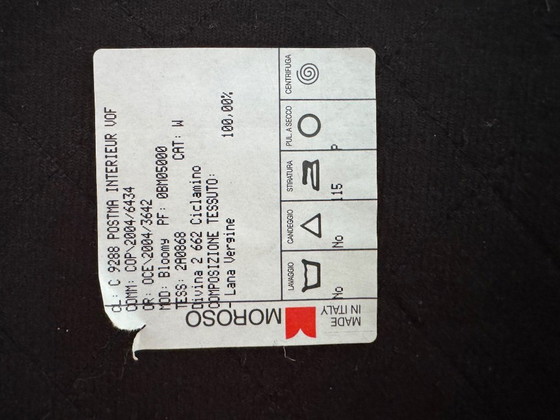 CL: C 9288 POSTMA INTERIEUR VOF
COMM: COP\2004/6434
OR: OCE\2004/3642
MOD: Bloomy PF: 0BM05000
TESS: 2A0868 CAT: W
Divina 2 662 Ciclamino
COMPOSIZIONE TESSUTO:
- Lana Vergine 100,00%
LAVAGGIO CANDEGGIO STIRATURA PUL. A SECCO CENTRIFUGA
No No 115 P
MOROSO
MADE
IN ITALY